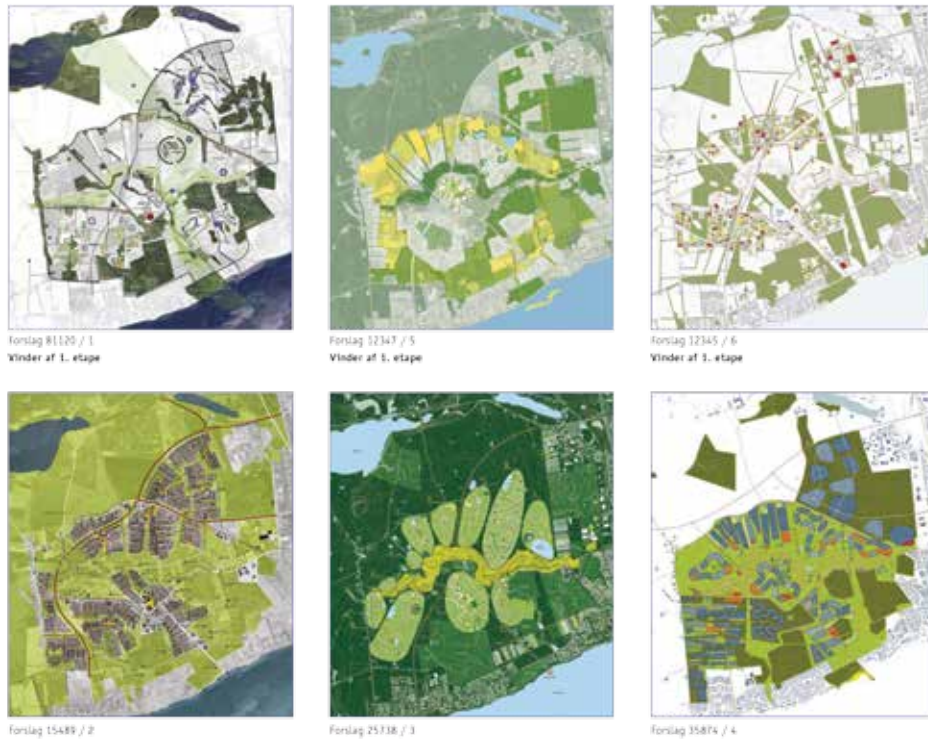 Forslag 81120 / 1
Vinder af 1. etape
Forslag 12347 / 5
Vinder af 1. etape
Forslag 12345 / 6
Vinder af 1. etape
Forslag 15489 / 2
Forslag 25738 / 3
Forslag 35874 / 4